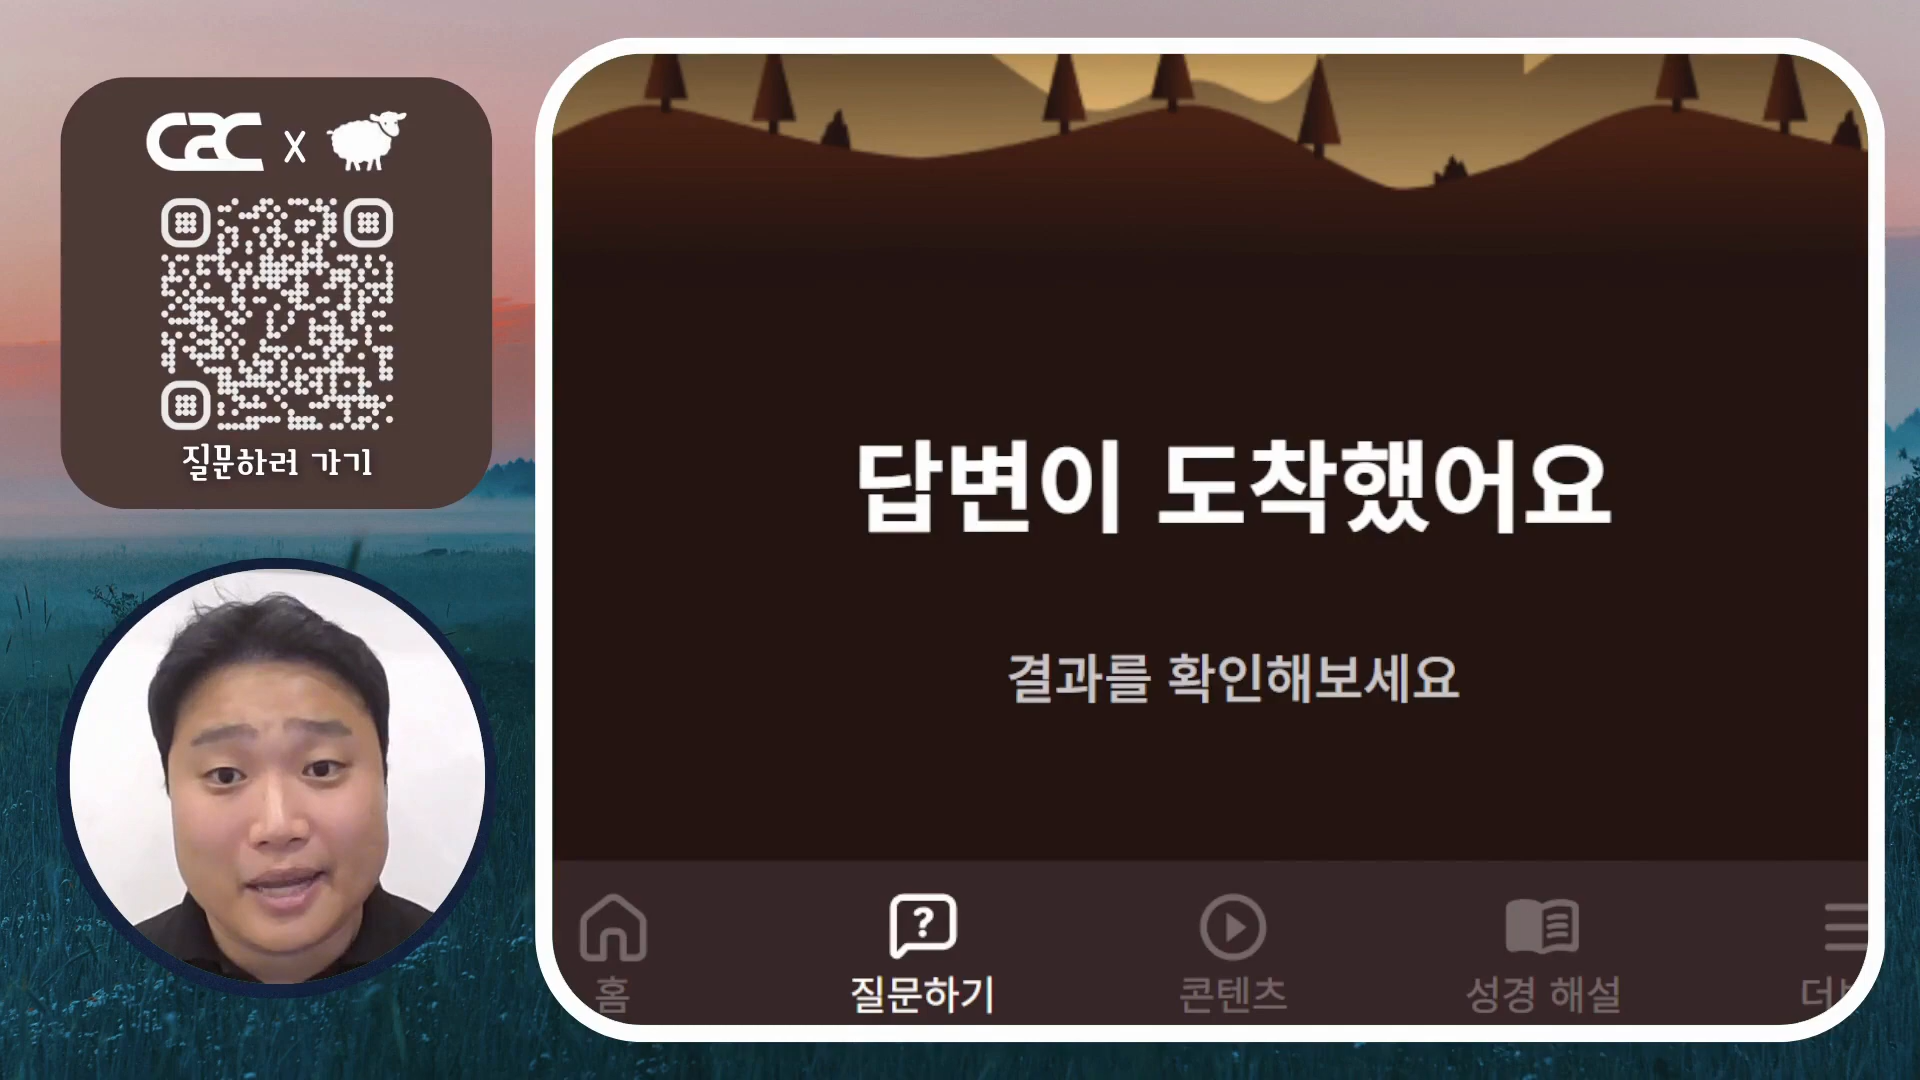 CAC X
질문하러 가기
답변이 도착했어요
결과를 확인해보세요
홈
질문하기
콘텐츠
성경 해설